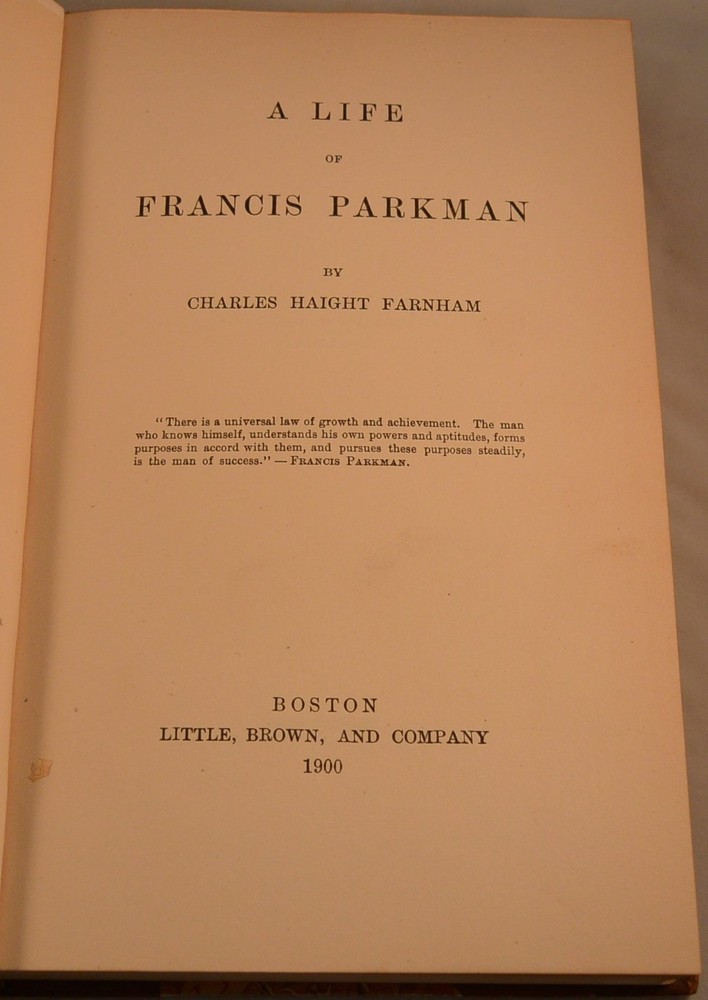 A LIFE
OF
FRANCIS PARKMAN
BY
CHARLES HAIGHT FARNHAM
"There is a universal law of growth and achievement. The man
who knows himself, understands his own powers and aptitudes, forms
purposes in accord with them, and pursues these purposes steadily,
is the man of success." — FRANCIS PARKMAN.
BOSTON
LITTLE, BROWN, AND COMPANY
1900